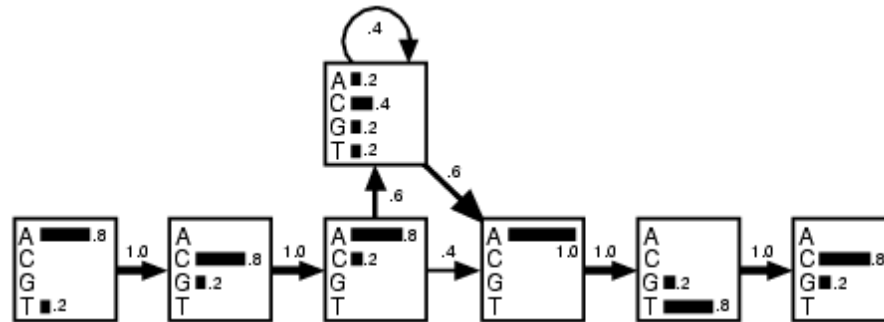 .4
A .2
C .4
G .2
T .2
.6 .6
A .8 1.0 A 1.0 A .8 .4 A 1.0 1.0 A 1.0 A
C C .8 C .2 C C C .8
G G .2 G G G .2 G .2
T .2 T T T T .8 T